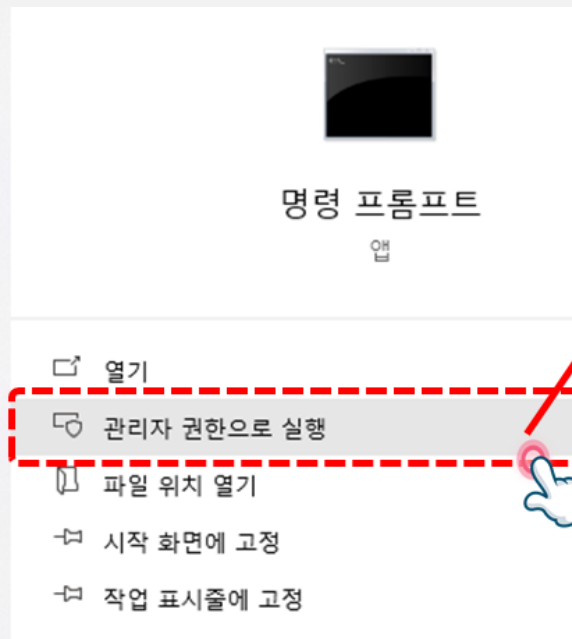 명령 프롬프트
앱
열기
관리자 권한으로 실행
파일 위치 열기
시작 화면에 고정
작업 표시줄에 고정